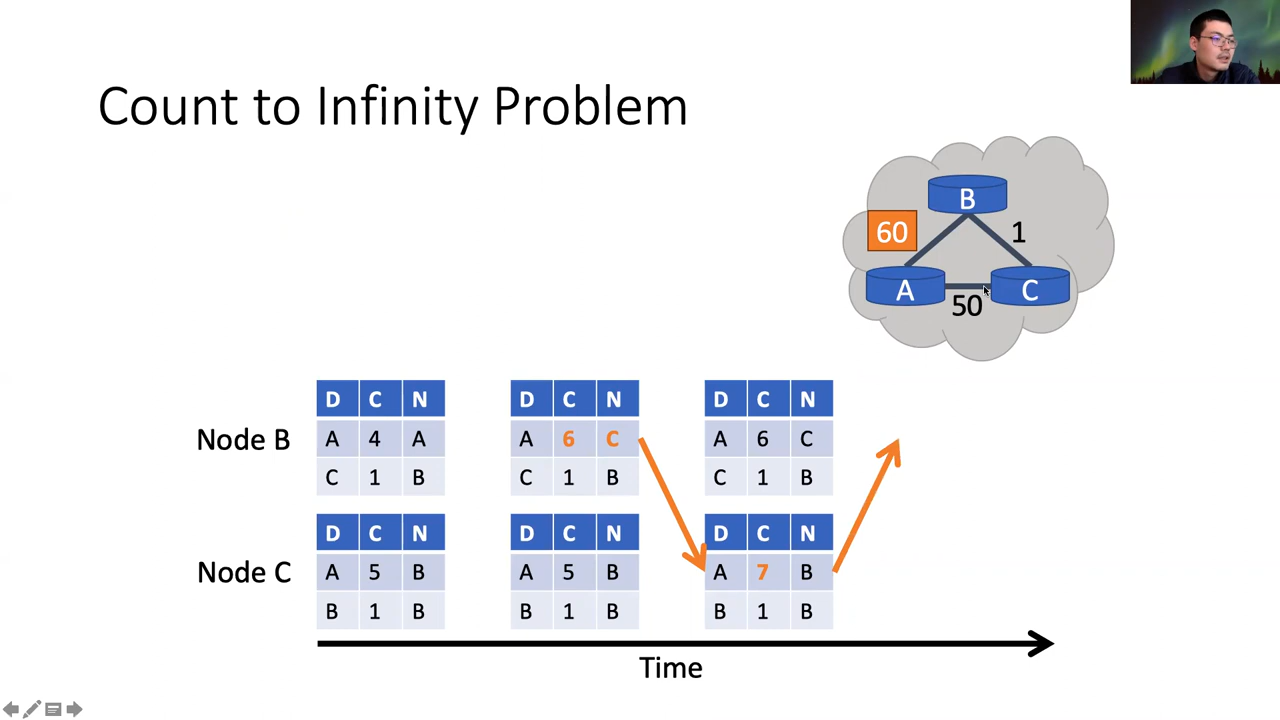 Count to Infinity Problem
B
60
1
A
C
50
D C N
D C N
D C N
Node B
A 4 A
A 6 C
A 6 C
C 1 B
C 1 B
C 1 B
D C N
D C N
D C N
Node C
A 5 B
A 5 B
A 7 B
B 1 B
B 1 B
B 1 B
Time